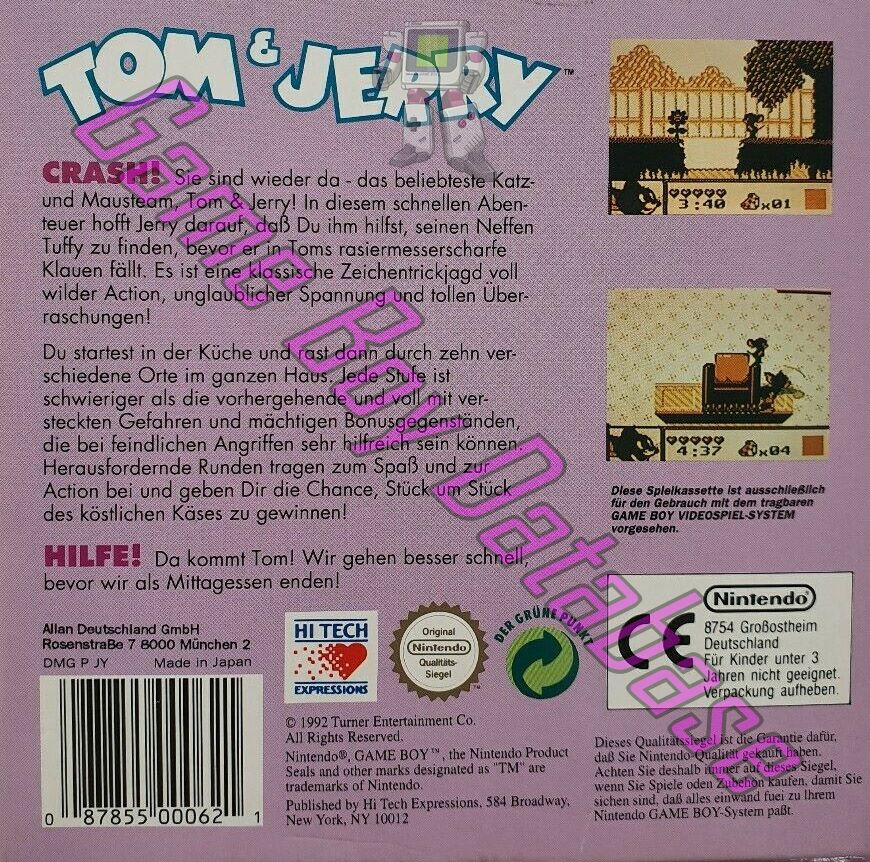 TOM & JERRY™
CRASH! Sie sind wieder da - das beliebteste Katz-
und Mausteam, Tom & Jerry! In diesem schnellen Aben-
teuer hofft Jerry darauf, daß Du ihm hilfst, seinen Neffen
Tuffy zu finden, bevor er in Toms rasiermesserscharfe
Klauen fällt. Es ist eine klassische Zeichentrickjagd voll
wilder Action, unglaublicher Spannung und tollen Über-
raschungen!
Du startest in der Küche und rast dann durch zehn ver-
schiedene Orte im ganzen Haus. Jede Stufe ist
schwieriger als die vorhergehende und voll mit ver-
steckten Gefahren und mächtigen Bonusgegenständen,
die bei feindlichen Angriffen sehr hilfreich sein können.
Herausfordernde Runden tragen zum Spaß und zur
Action bei und geben Dir die Chance, Stück um Stück
des köstlichen Käses zu gewinnen!
HILFE! Da kommt Tom! Wir gehen besser schnell,
bevor wir als Mittagessen enden!
3:40 x01
4:37 x04
Diese Spielkassette ist ausschließlich
für den Gebrauch mit dem tragbaren
GAME BOY VIDEOSPIEL-SYSTEM
vorgesehen.
Allan Deutschland GmbH
Rosenstraße 7 8000 München 2
DMG P JY Made in Japan
0 87855 00062 1
HI TECH
EXPRESSIONS
Original
Nintendo
Qualitäts-
Siegel
TM
DER GRÜNE PUNKT
CE
Nintendo®
8754 Großostheim
Deutschland
Für Kinder unter 3
Jahren nicht geeignet.
Verpackung aufheben.
© 1992 Turner Entertainment Co.
All Rights Reserved.
Nintendo®, GAME BOY™, the Nintendo Product
Seals and other marks designated as "TM" are
trademarks of Nintendo.
Published by Hi Tech Expressions, 584 Broadway,
New York, NY 10012
Dieses Qualitätssiegel ist die Garantie dafür,
daß Sie Nintendo-Qualität gekauft haben.
Achten Sie deshalb immer auf dieses Siegel,
wenn Sie Spiele oder Zubehör kaufen, damit Sie
sichen sind, daß alles einwand fuei zu Ihrem
Nintendo GAME BOY-System paßt.
Game Boy Database